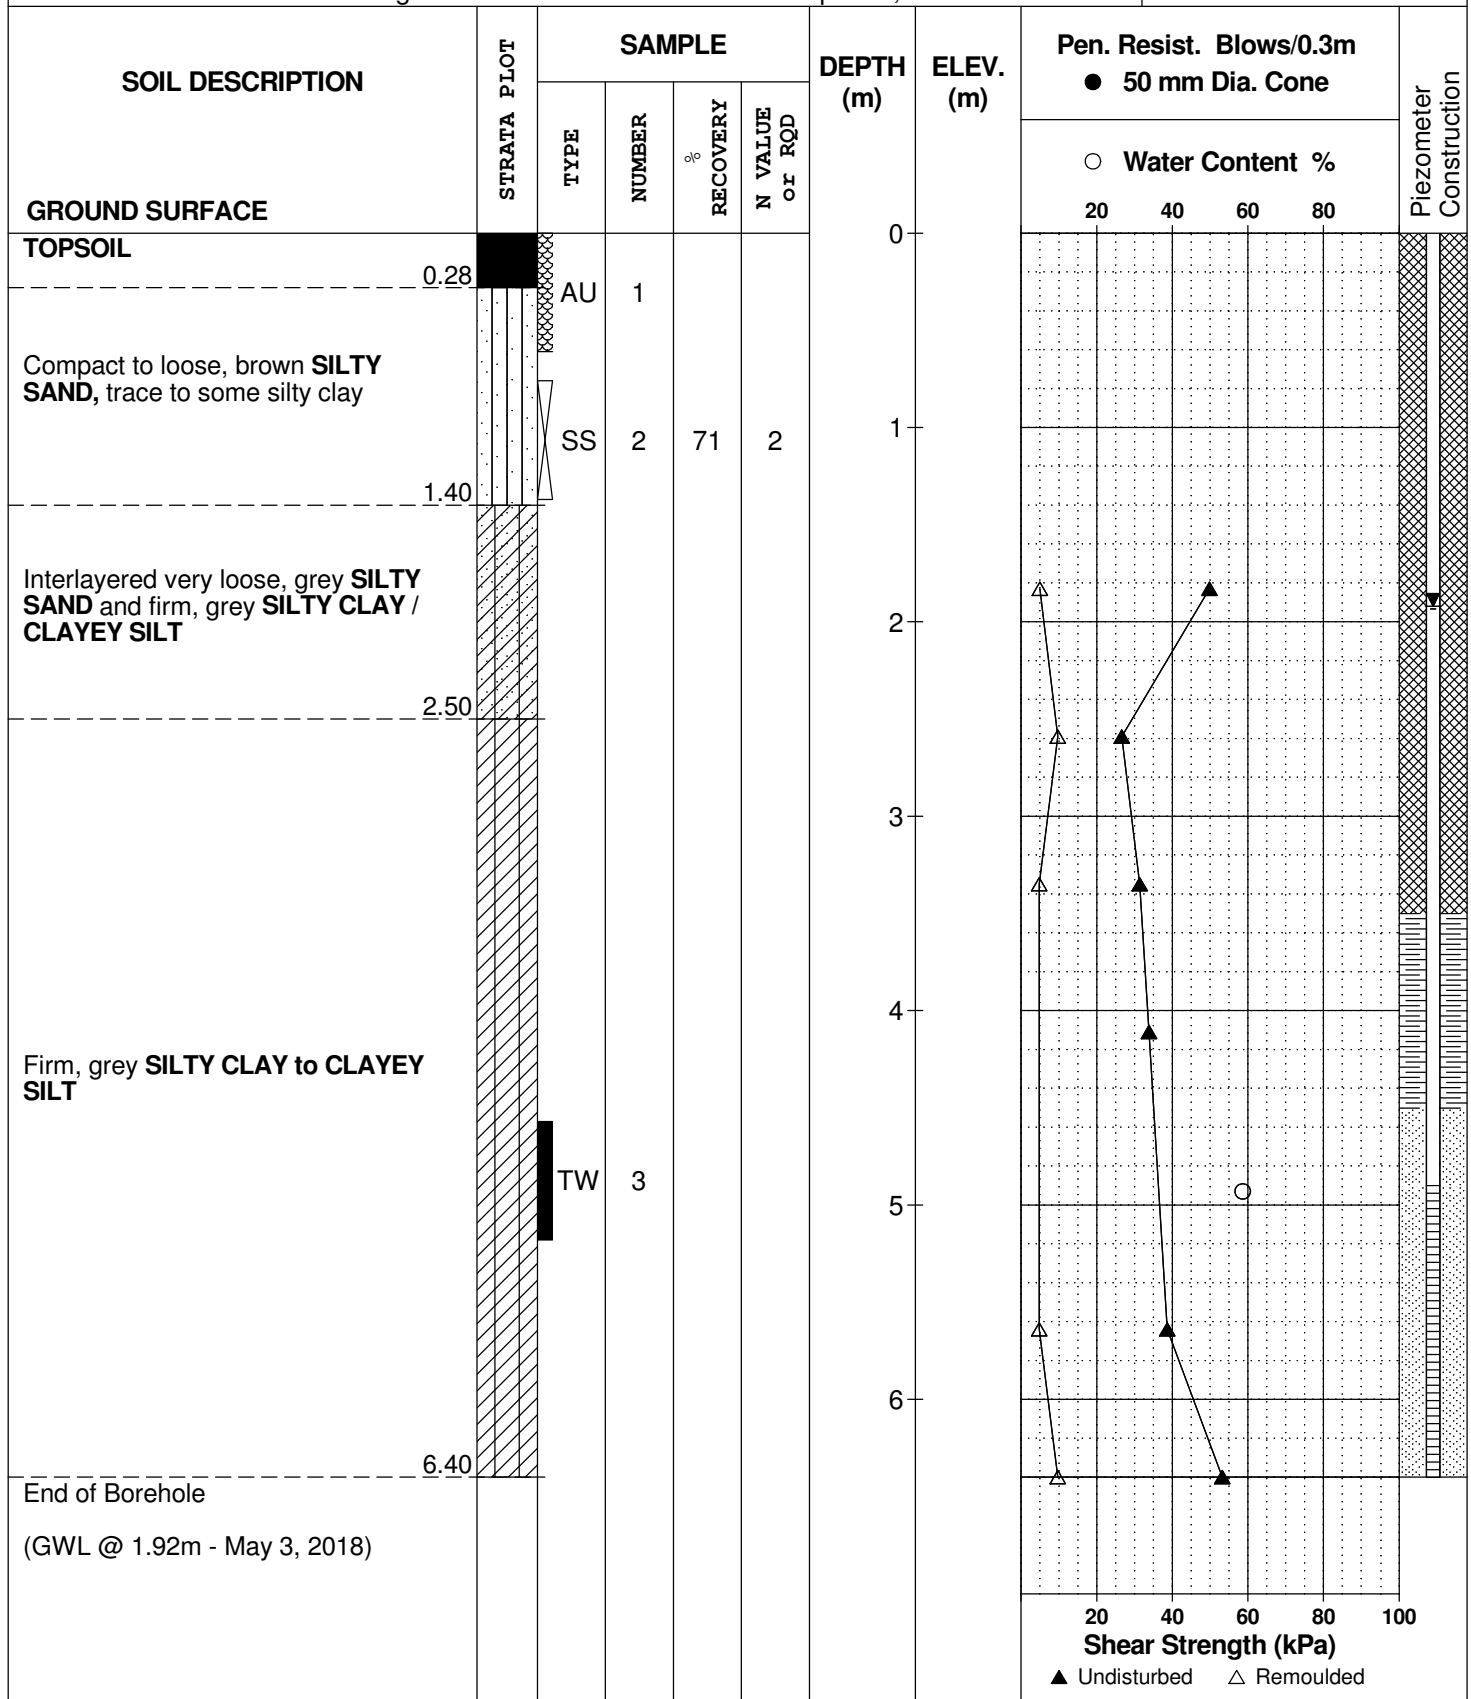 SOIL DESCRIPTION
GROUND SURFACE
STRATA PLOT
SAMPLE
TYPE
NUMBER
%
RECOVERY
N VALUE
or RQD
DEPTH
(m)
ELEV.
(m)
Pen. Resist. Blows/0.3m
● 50 mm Dia. Cone
○ Water Content %
20 40 60 80
Piezometer
Construction
TOPSOIL
0.28
AU 1
Compact to loose, brown SILTY
SAND, trace to some silty clay
SS 2 71 2
1.40
Interlayered very loose, grey SILTY
SAND and firm, grey SILTY CLAY /
CLAYEY SILT
2.50
Firm, grey SILTY CLAY to CLAYEY
SILT
TW 3
6.40
End of Borehole
(GWL @ 1.92m - May 3, 2018)
0
1
2
3
4
5
6
20 40 60 80 100
Shear Strength (kPa)
▲ Undisturbed △ Remoulded